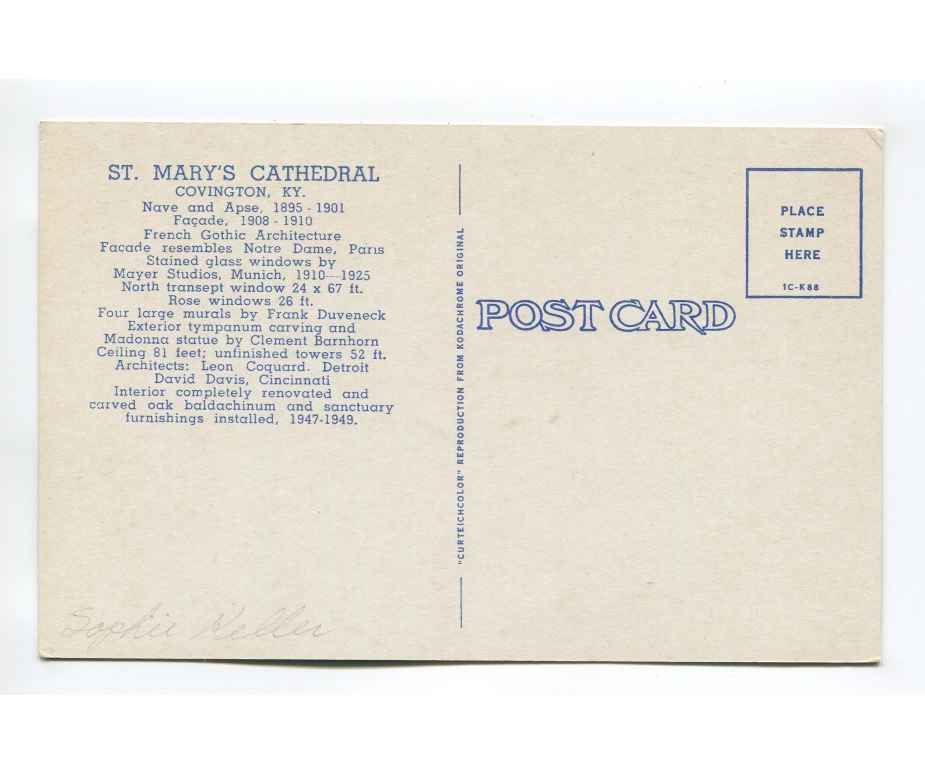 ST. MARY'S CATHEDRAL
COVINGTON, KY.
Nave and Apse, 1895 - 1901
Façade, 1908 - 1910
French Gothic Architecture
Facade resembles Notre Dame, Paris
Stained glass windows by
Mayer Studios, Munich, 1910—1925
North transept window 24 x 67 ft.
Rose windows 26 ft.
Four large murals by Frank Duveneck
Exterior tympanum carving and
Madonna statue by Clement Barnhorn
Ceiling 81 feet; unfinished towers 52 ft.
Architects: Leon Coquard. Detroit
David Davis, Cincinnati
Interior completely renovated and
carved oak baldachinum and sanctuary
furnishings installed, 1947-1949.
Sophie Keller
"CURTEICHCOLOR" REPRODUCTION FROM KODACHROME ORIGINAL
POST CARD
PLACE
STAMP
HERE
1C-K88